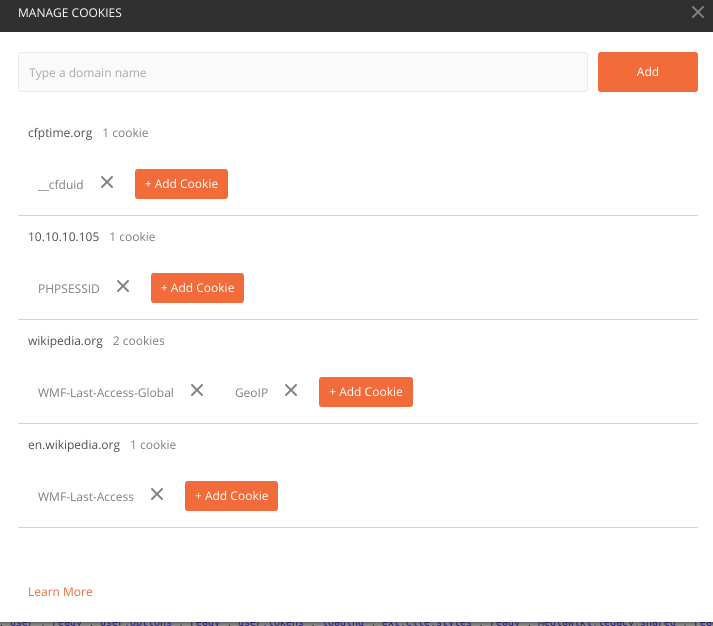 MANAGE COOKIES
Type a domain name
Add
cfptime.org 1 cookie
__cfduid + Add Cookie
10.10.10.105 1 cookie
PHPSESSID + Add Cookie
wikipedia.org 2 cookies
WMF-Last-Access-Global GeoIP + Add Cookie
en.wikipedia.org 1 cookie
WMF-Last-Access + Add Cookie
Learn More